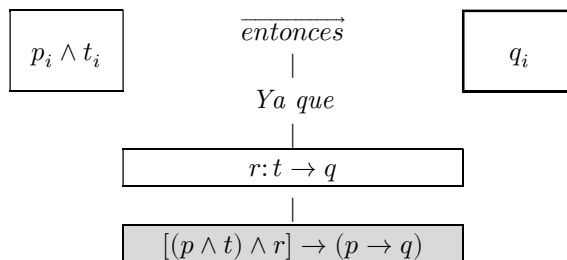 p_i ∧ t_i entonces q_i
Ya que
r: t → q
[(p ∧ t) ∧ r] → (p → q)